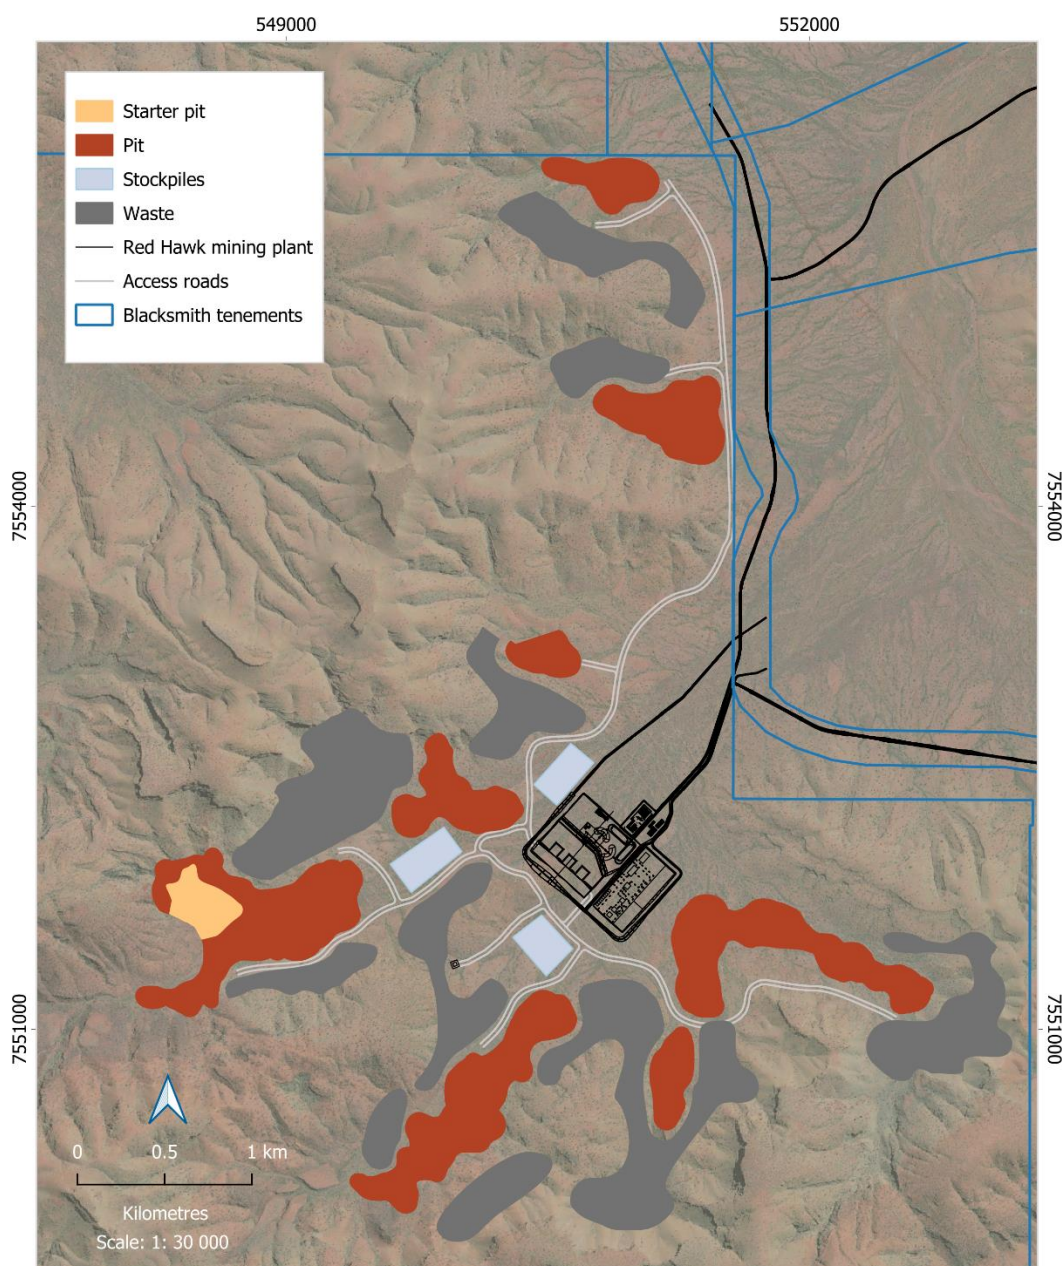 549000
552000
Starter pit
Pit
Stockpiles
Waste
Red Hawk mining plant
Access roads
Blacksmith tenements
7554000
7554000
7551000
7551000
0 0.5 1 km
Kilometres
Scale: 1: 30 000